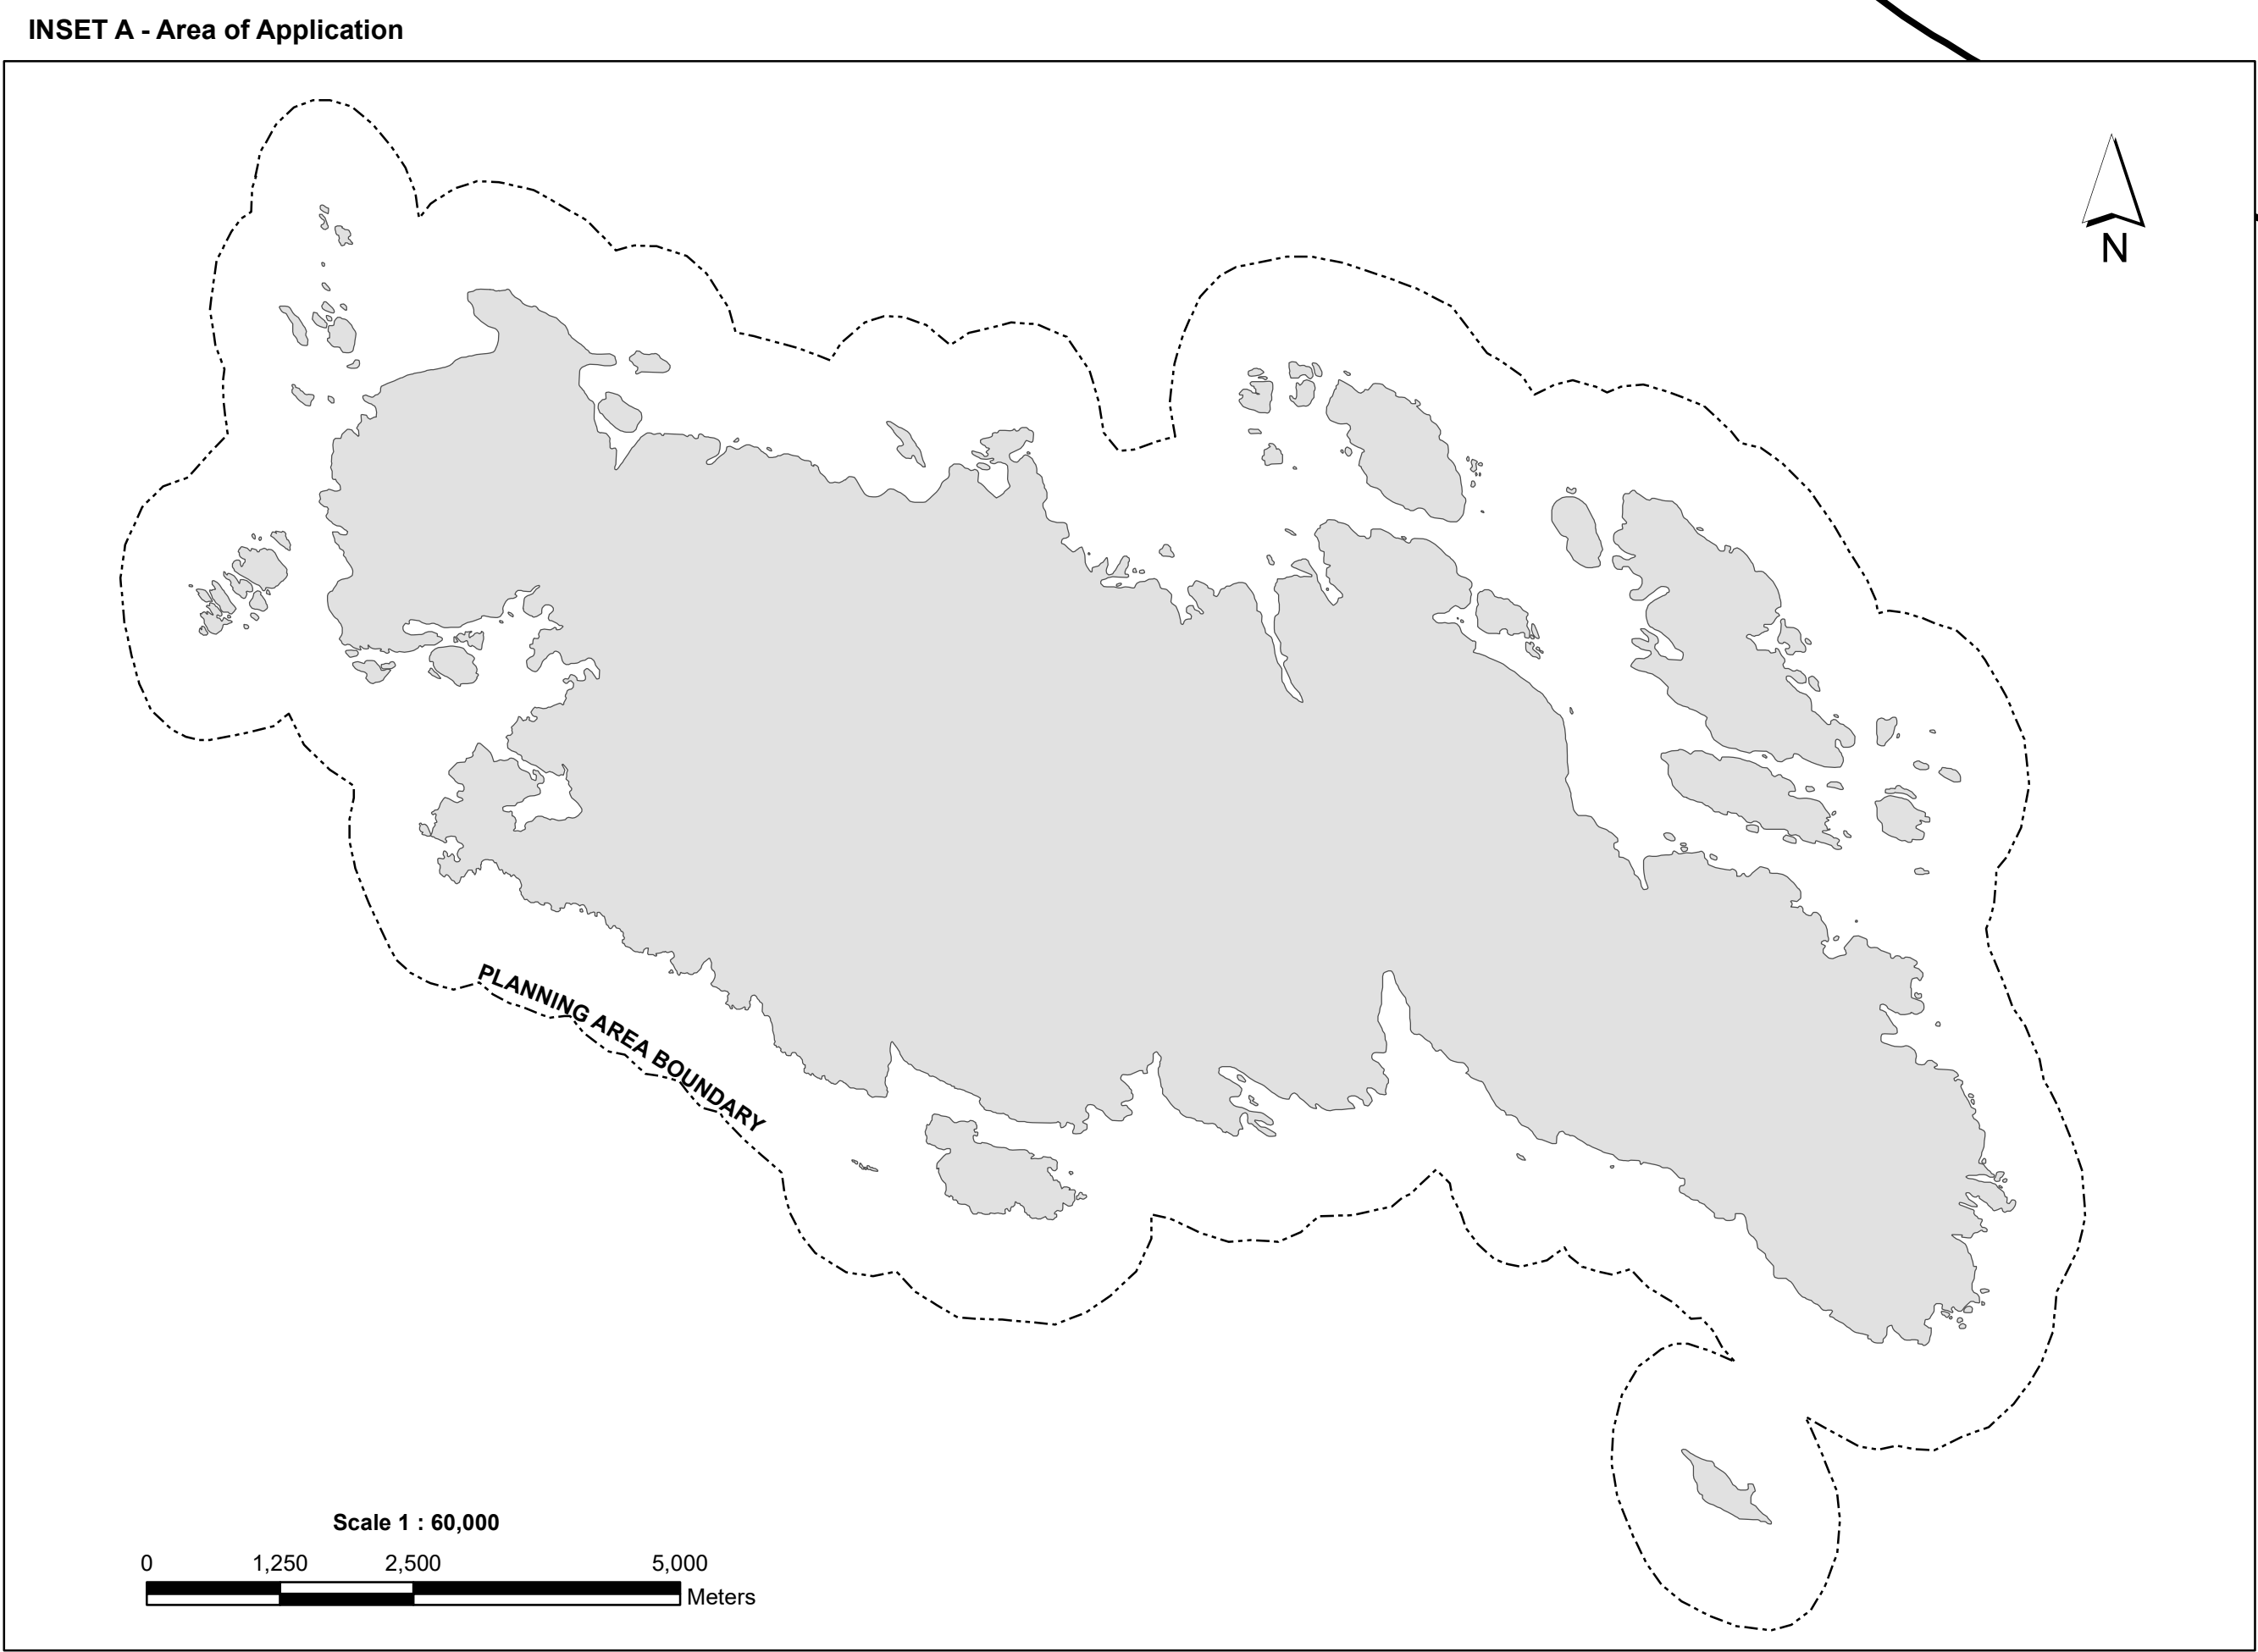 INSET A - Area of Application
N
PLANNING AREA BOUNDARY
Scale 1 : 60,000
0 1,250 2,500 5,000
Meters